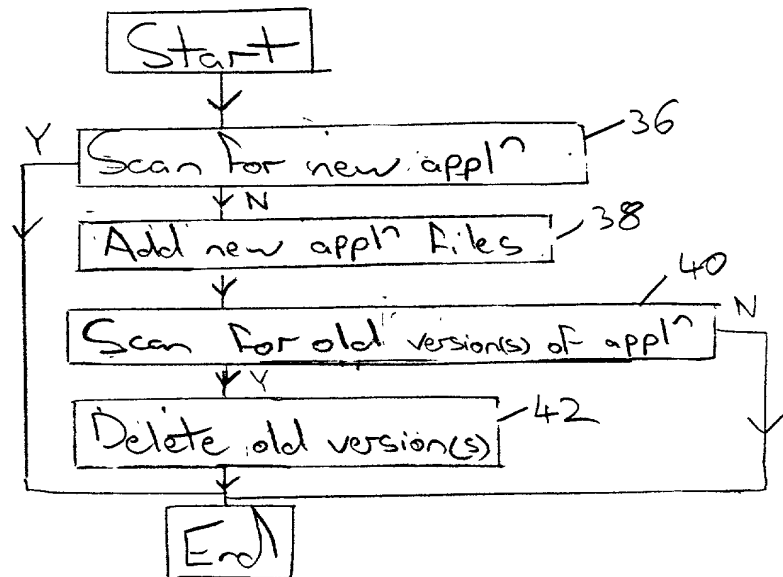 Start
36
Y
Scan for new appl^n
N
Add new appl^n files
38
40
N
Scan for old version(s) of appl^n
Y
Delete old version(s)
42
End